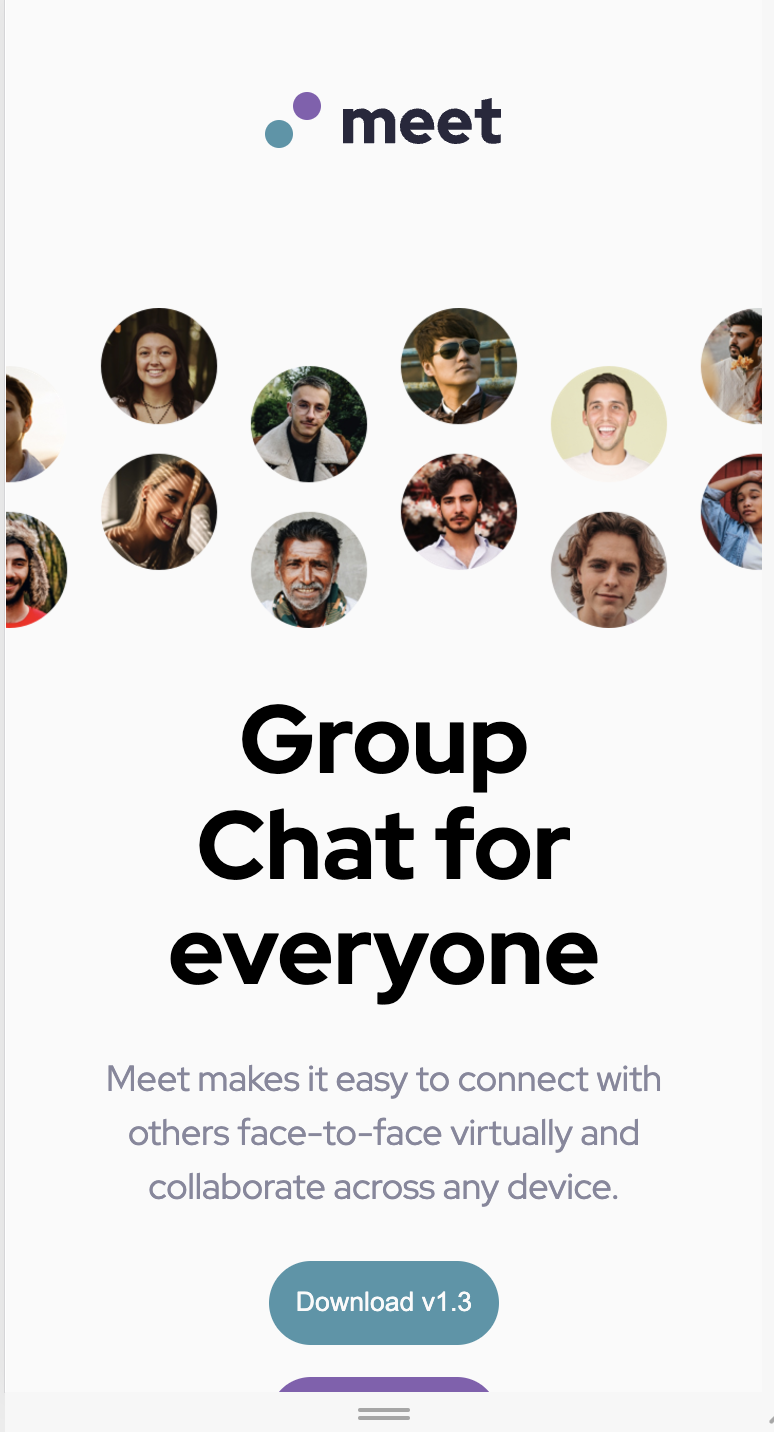 meet
Group
Chat for
everyone
Meet makes it easy to connect with
others face-to-face virtually and
collaborate across any device.
Download v1.3